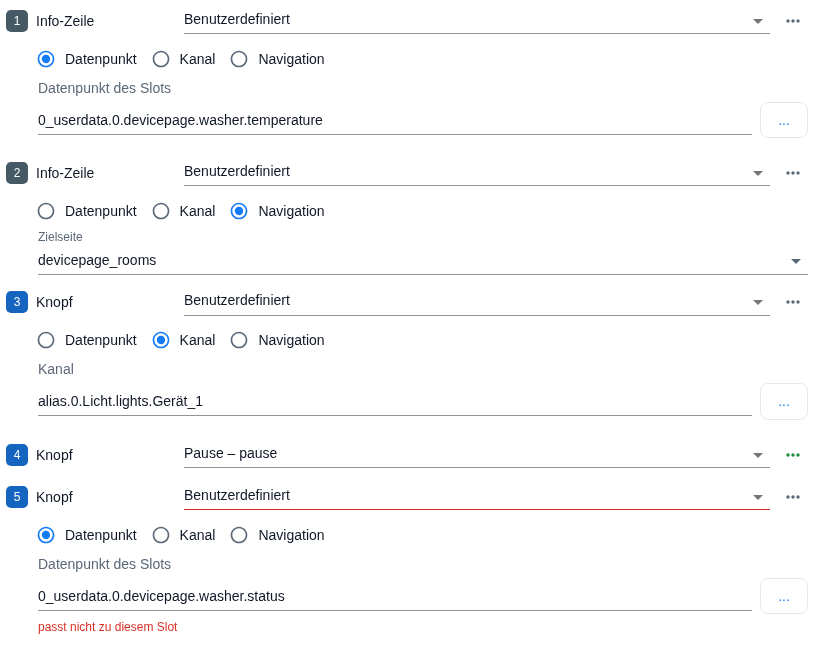 1 Info-Zeile Benutzerdefiniert
Datenpunkt Kanal Navigation
Datenpunkt des Slots
0_userdata.0.devicepage.washer.temperature ...
2 Info-Zeile Benutzerdefiniert
Datenpunkt Kanal Navigation
Zielseite
devicepage_rooms
3 Knopf Benutzerdefiniert
Datenpunkt Kanal Navigation
Kanal
alias.0.Licht.lights.Gerät_1 ...
4 Knopf Pause – pause
5 Knopf Benutzerdefiniert
Datenpunkt Kanal Navigation
Datenpunkt des Slots
0_userdata.0.devicepage.washer.status ...
passt nicht zu diesem Slot